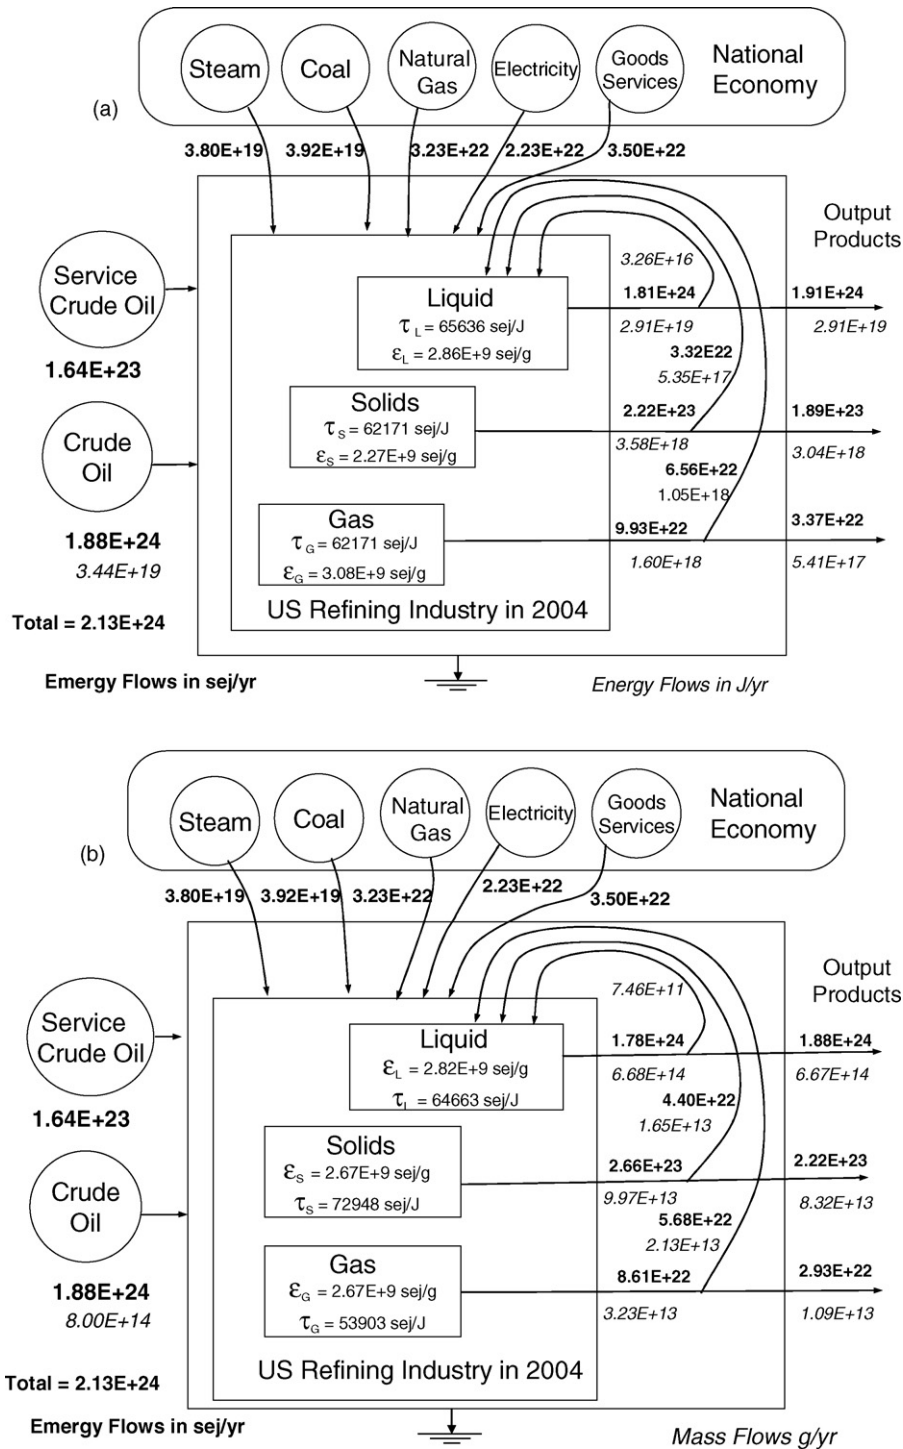 (a)
Steam
Coal
Natural
Gas
Electricity
Goods
Services
National
Economy
3.80E+19
3.92E+19
3.23E+22
2.23E+22
3.50E+22
Output
Products
Service
Crude Oil
1.64E+23
Liquid
τL = 65636 sej/J
εL = 2.86E+9 sej/g
3.26E+16
1.81E+24
2.91E+19
1.91E+24
2.91E+19
3.32E22
5.35E+17
Solids
τS = 62171 sej/J
εS = 2.27E+9 sej/g
2.22E+23
3.58E+18
1.89E+23
3.04E+18
Crude
Oil
1.88E+24
3.44E+19
6.56E+22
1.05E+18
Gas
τG = 62171 sej/J
εG = 3.08E+9 sej/g
9.93E+22
1.60E+18
3.37E+22
5.41E+17
US Refining Industry in 2004
Total = 2.13E+24
Emergy Flows in sej/yr
Energy Flows in J/yr
(b)
Steam
Coal
Natural
Gas
Electricity
Goods
Services
National
Economy
3.80E+19
3.92E+19
3.23E+22
2.23E+22
3.50E+22
Output
Products
Service
Crude Oil
1.64E+23
Liquid
εL = 2.82E+9 sej/g
τL = 64663 sej/J
7.46E+11
1.78E+24
6.68E+14
1.88E+24
6.67E+14
4.40E+22
1.65E+13
Solids
εS = 2.67E+9 sej/g
τS = 72948 sej/J
2.66E+23
9.97E+13
2.22E+23
8.32E+13
Crude
Oil
1.88E+24
8.00E+14
5.68E+22
2.13E+13
Gas
εG = 2.67E+9 sej/g
τG = 53903 sej/J
8.61E+22
3.23E+13
2.93E+22
1.09E+13
US Refining Industry in 2004
Total = 2.13E+24
Emergy Flows in sej/yr
Mass Flows g/yr